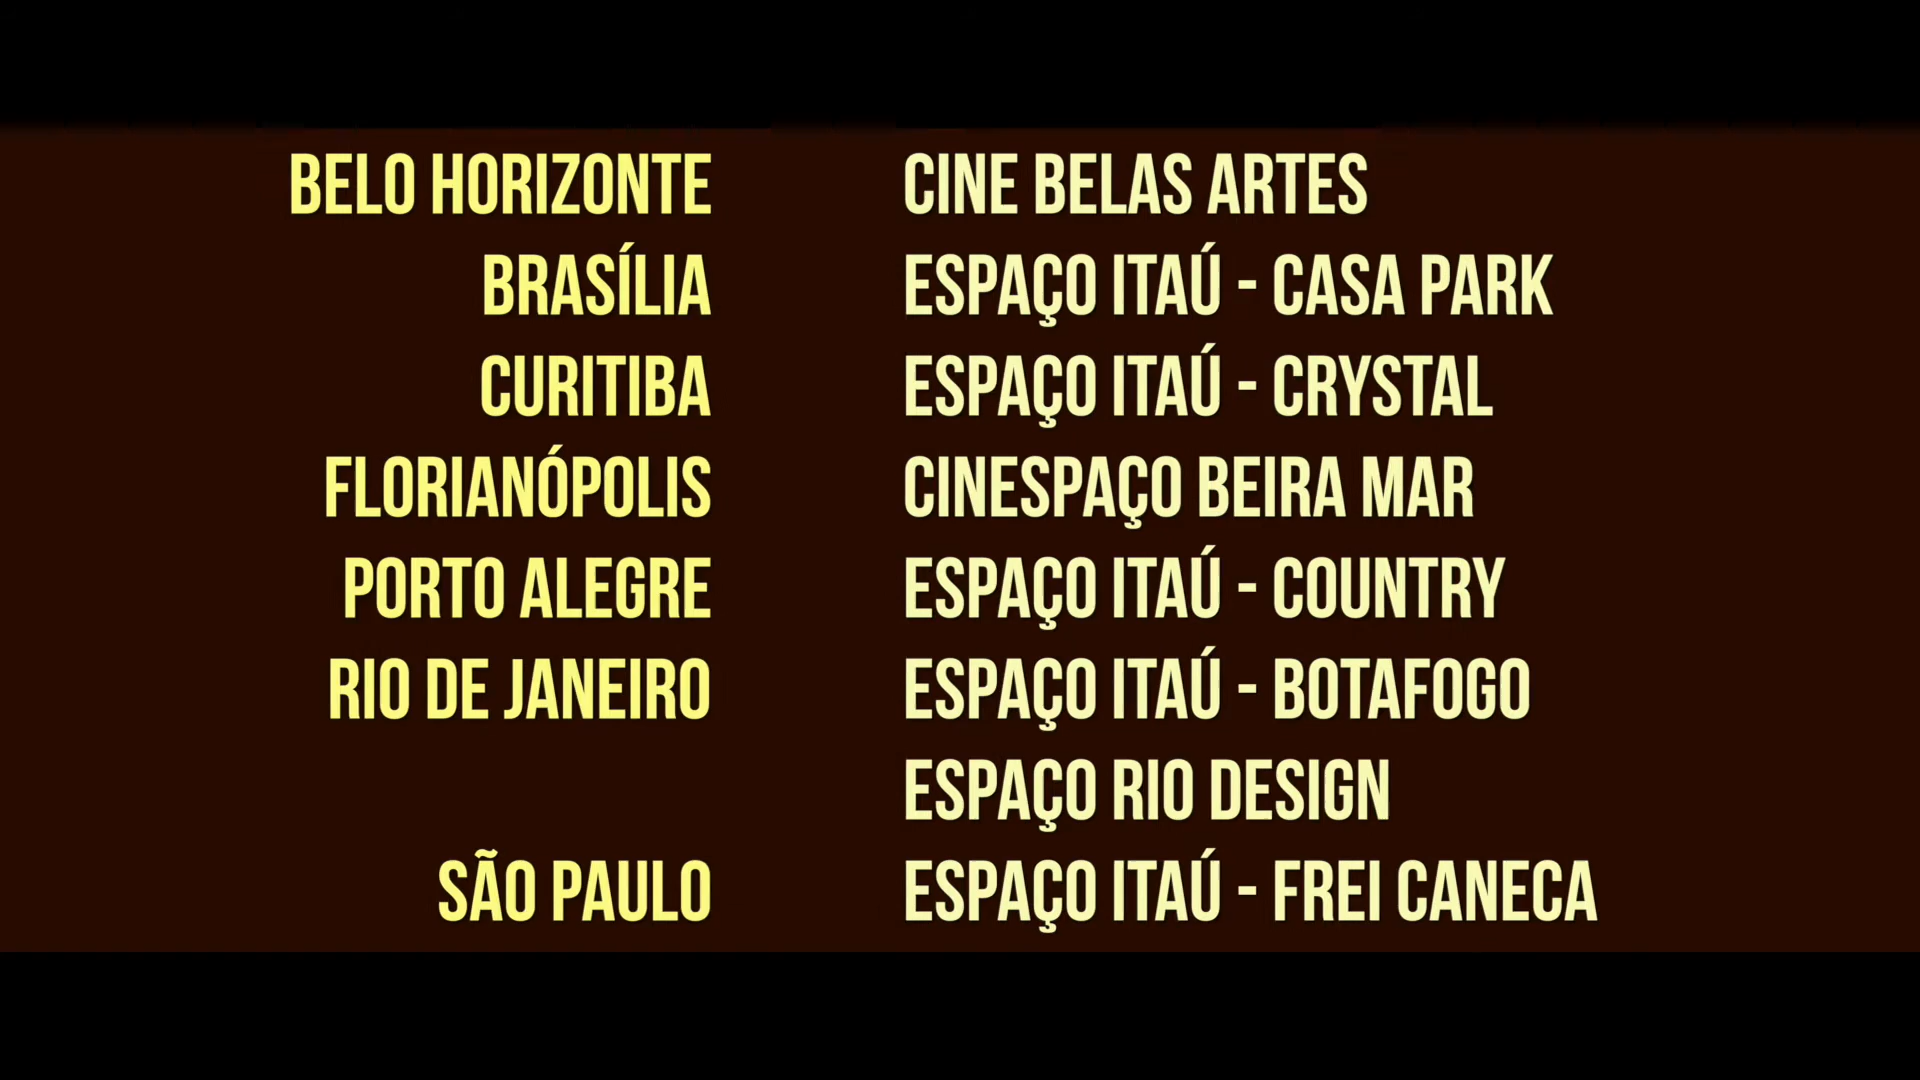 BELO HORIZONTE CINE BELAS ARTES
BRASÍLIA ESPAÇO ITAÚ - CASA PARK
CURITIBA ESPAÇO ITAÚ - CRYSTAL
FLORIANÓPOLIS CINESPAÇO BEIRA MAR
PORTO ALEGRE ESPAÇO ITAÚ - COUNTRY
RIO DE JANEIRO ESPAÇO ITAÚ - BOTAFOGO
ESPAÇO RIO DESIGN
SÃO PAULO ESPAÇO ITAÚ - FREI CANECA